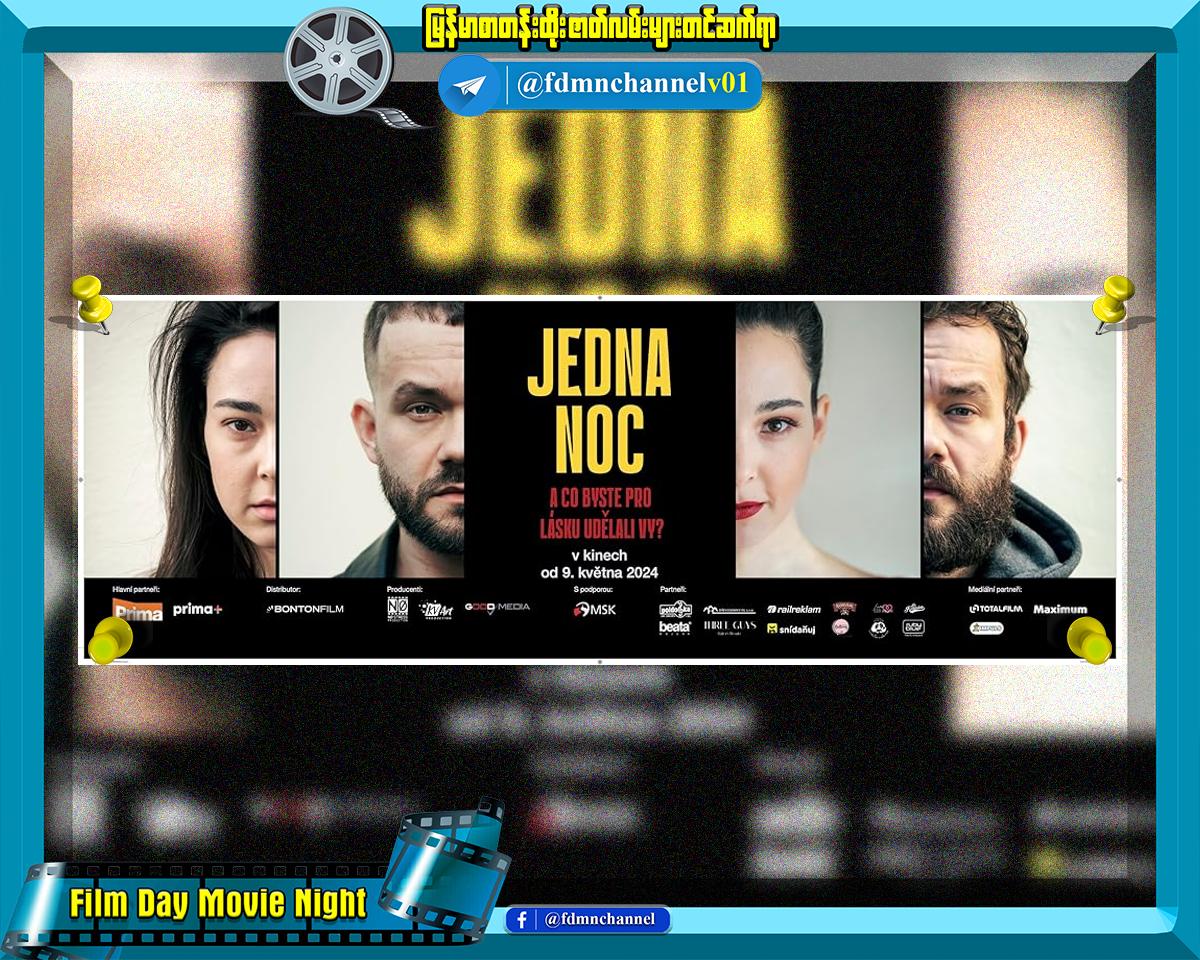 မြန်မာစာတန်းထိုး ဇာတ်လမ်းများတင်ဆက်ရာ
@fdmnchannelv01
JEDNA
JEDNA
NOC
A CO BYSTE PRO
LÁSKU UDĚLALI VY?
v kinech
od 9. května 2024
Hlavní partneři:
Prima
prima+
Distributor:
BONTONFILM
Producenti:
S podporou:
MSK
Partneři:
railreklam
beata
THREE GUYS
snídaňuj
Mediální partneři:
TOTALFILM
Maximum
Film Day Movie Night
@fdmnchannel